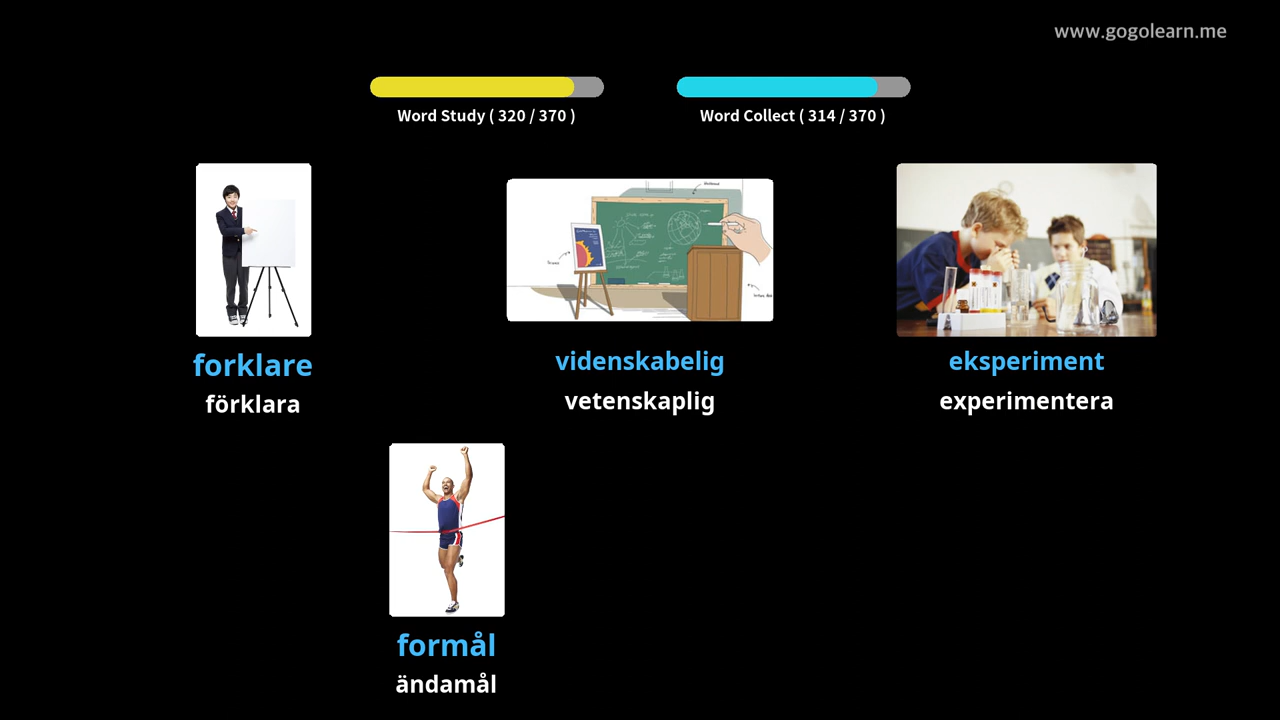 www.gogolearn.me
Word Study ( 320 / 370 )
Word Collect ( 314 / 370 )
forklare
förklara
videnskabelig
vetenskaplig
eksperiment
experimentera
formål
ändamål